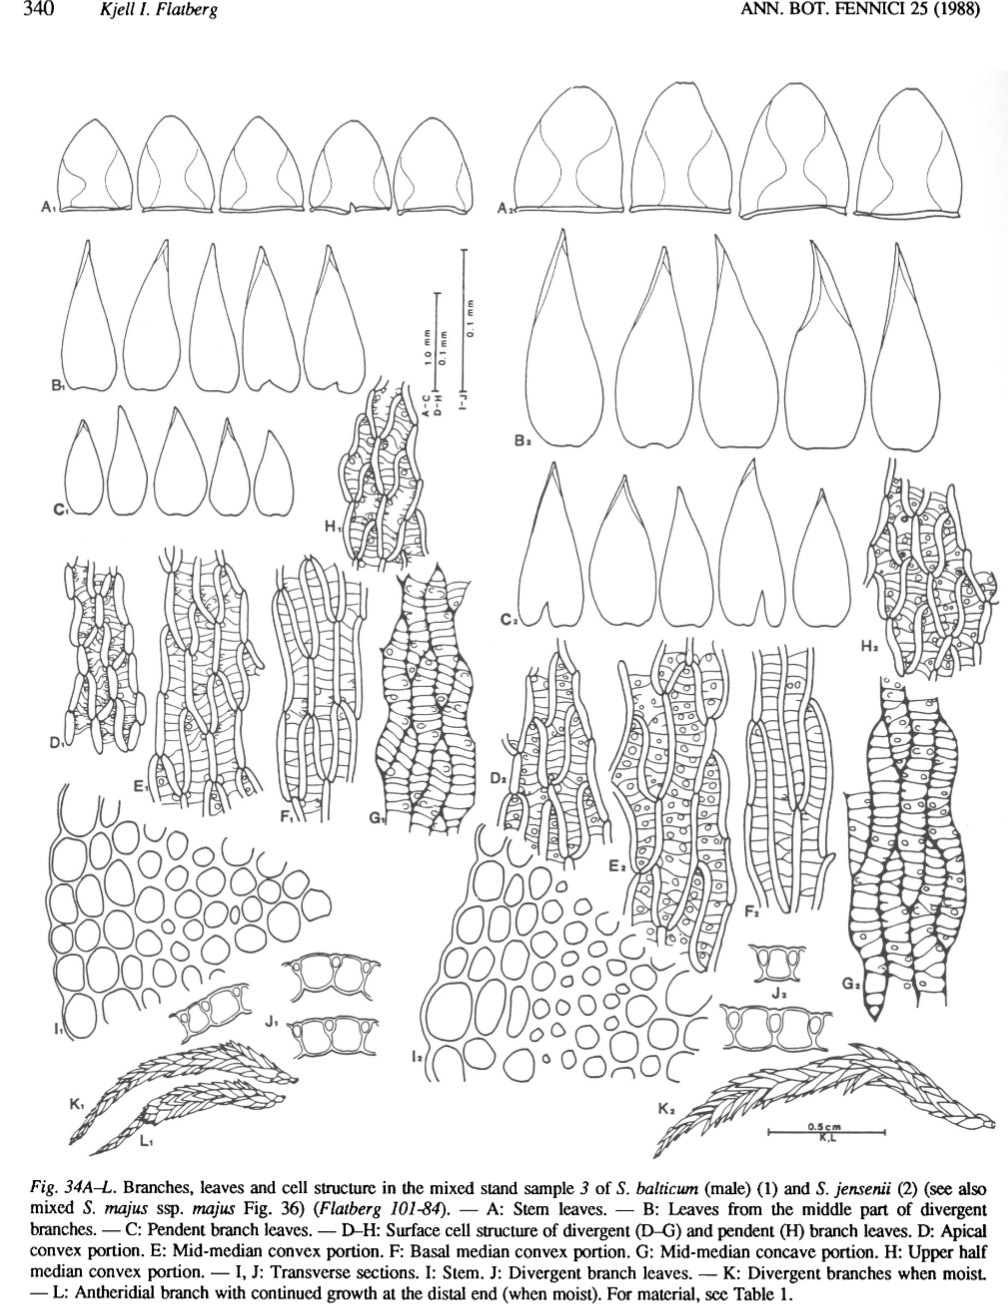 340 Kjell I. Flatberg ANN. BOT. FENNICI 25 (1988)
A₁
A₂
B₁
1.0 mm
0.1 mm
0.1 mm
A-C
D-H
I-J
B₂
C₁
H₁
C₂
H₂
D₁
E₁
F₁
G₁
D₂
E₂
F₂
G₂
I₁
J₁
J₂
I₂
K₁
L₁
K₂
0.5cm
K,L
Fig. 34A–L. Branches, leaves and cell structure in the mixed stand sample 3 of S. balticum (male) (1) and S. jensenii (2) (see also
mixed S. majus ssp. majus Fig. 36) (Flatberg 101-84). — A: Stem leaves. — B: Leaves from the middle part of divergent
branches. — C: Pendent branch leaves. — D–H: Surface cell structure of divergent (D–G) and pendent (H) branch leaves. D: Apical
convex portion. E: Mid-median convex portion. F: Basal median convex portion. G: Mid-median concave portion. H: Upper half
median convex portion. — I, J: Transverse sections. I: Stem. J: Divergent branch leaves. — K: Divergent branches when moist.
— L: Antheridial branch with continued growth at the distal end (when moist). For material, see Table 1.